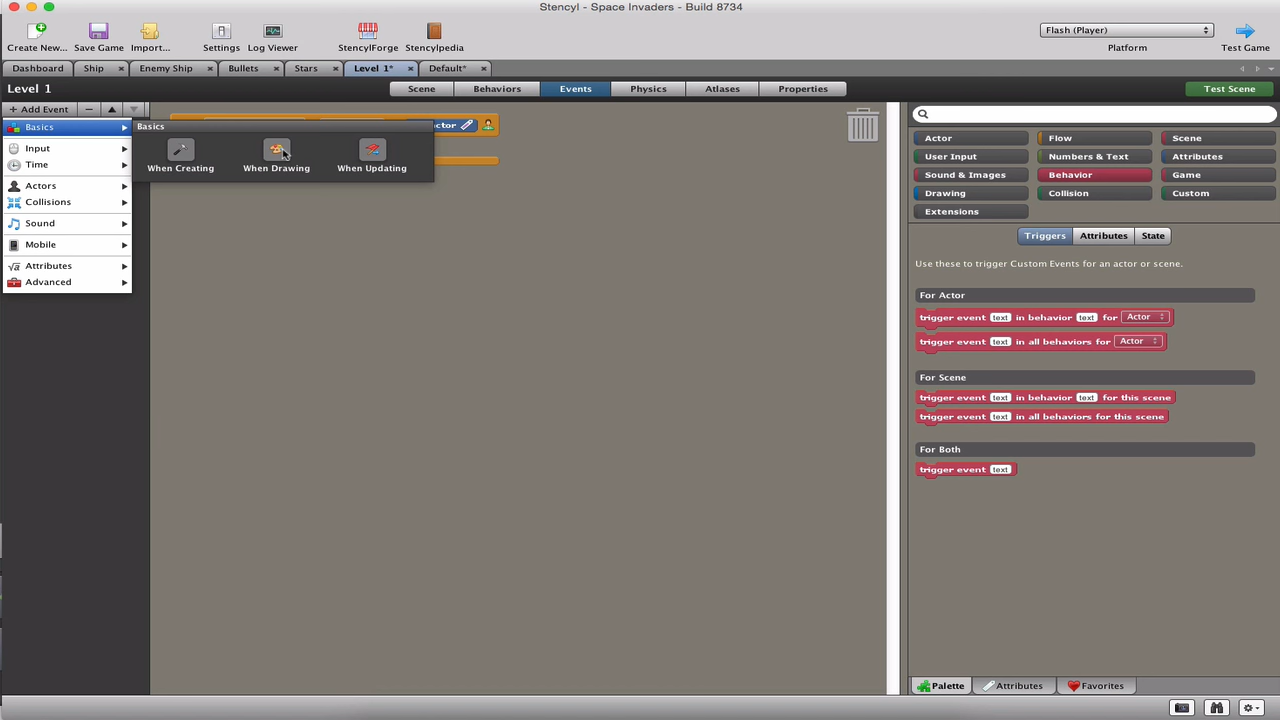 Stencyl - Space Invaders - Build 8734
Create New... Save Game Import... Settings Log Viewer StencylForge Stencylpedia Flash (Player) Platform Test Game
Dashboard Ship Enemy Ship Bullets Stars Level 1* Default*
Level 1 Scene Behaviors Events Physics Atlases Properties Test Scene
+ Add Event
Basics
Input
Time
Actors
Collisions
Sound
Mobile
Attributes
Advanced
Basics
When Creating When Drawing When Updating
Actor Flow Scene
User Input Numbers & Text Attributes
Sound & Images Behavior Game
Drawing Collision Custom
Extensions
Triggers Attributes State
Use these to trigger Custom Events for an actor or scene.
For Actor
trigger event text in behavior text for Actor
trigger event text in all behaviors for Actor
For Scene
trigger event text in behavior text for this scene
trigger event text in all behaviors for this scene
For Both
trigger event text
Palette Attributes Favorites